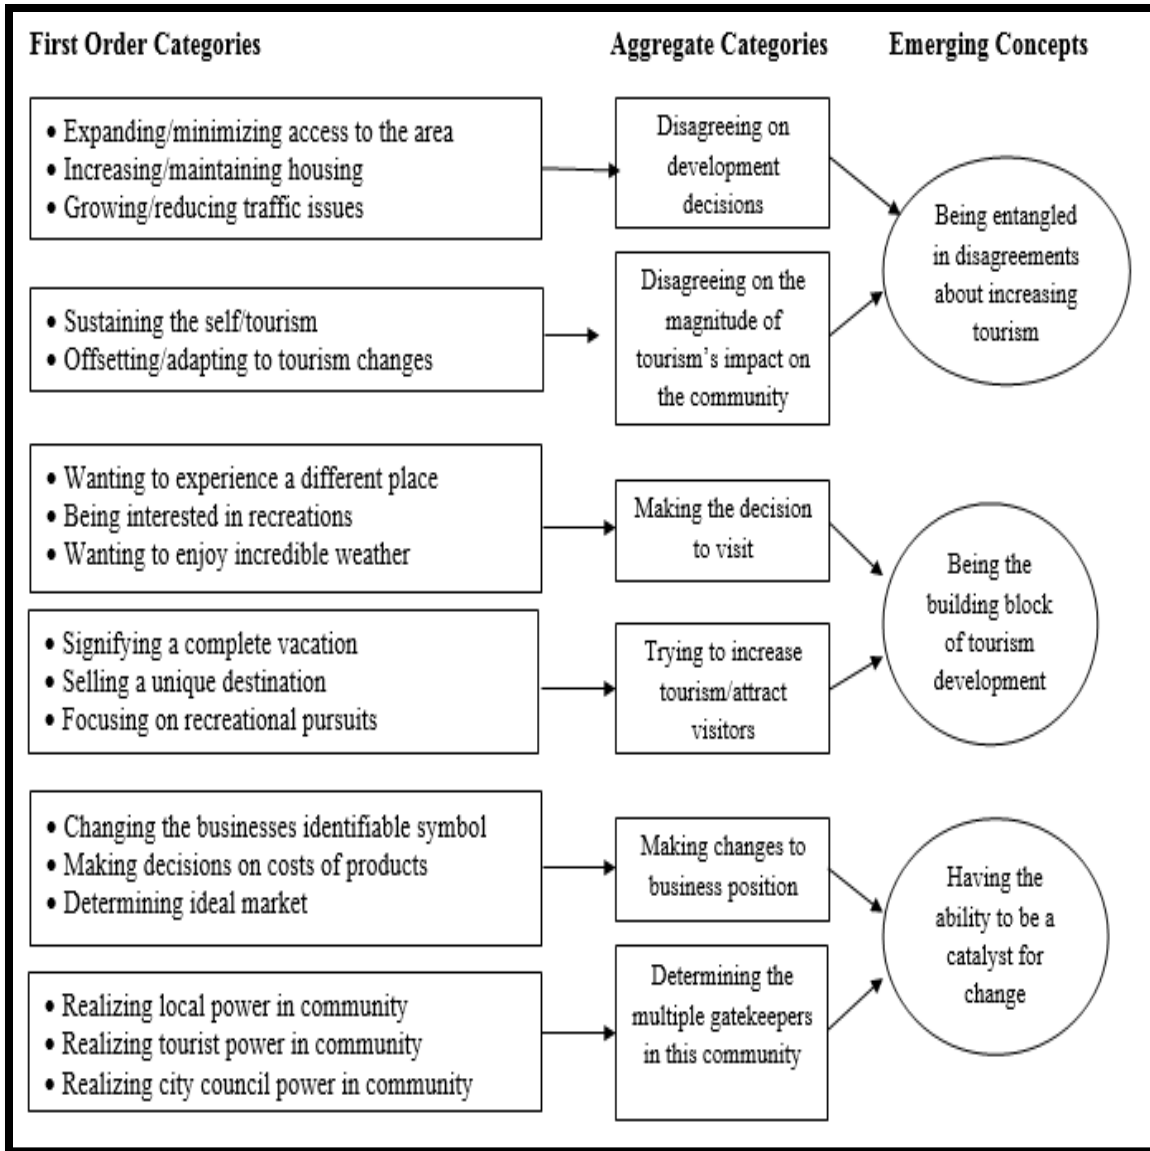 First Order Categories
Aggregate Categories
Emerging Concepts
• Expanding/minimizing access to the area
• Increasing/maintaining housing
• Growing/reducing traffic issues
Disagreeing on
development
decisions
Being entangled
in disagreements
about increasing
tourism
• Sustaining the self/tourism
• Offsetting/adapting to tourism changes
Disagreeing on the
magnitude of
tourism's impact on
the community
• Wanting to experience a different place
• Being interested in recreations
• Wanting to enjoy incredible weather
Making the decision
to visit
Being the
building block
of tourism
development
• Signifying a complete vacation
• Selling a unique destination
• Focusing on recreational pursuits
Trying to increase
tourism/attract
visitors
• Changing the businesses identifiable symbol
• Making decisions on costs of products
• Determining ideal market
Making changes to
business position
Having the
ability to be a
catalyst for
change
• Realizing local power in community
• Realizing tourist power in community
• Realizing city council power in community
Determining the
multiple gatekeepers
in this community